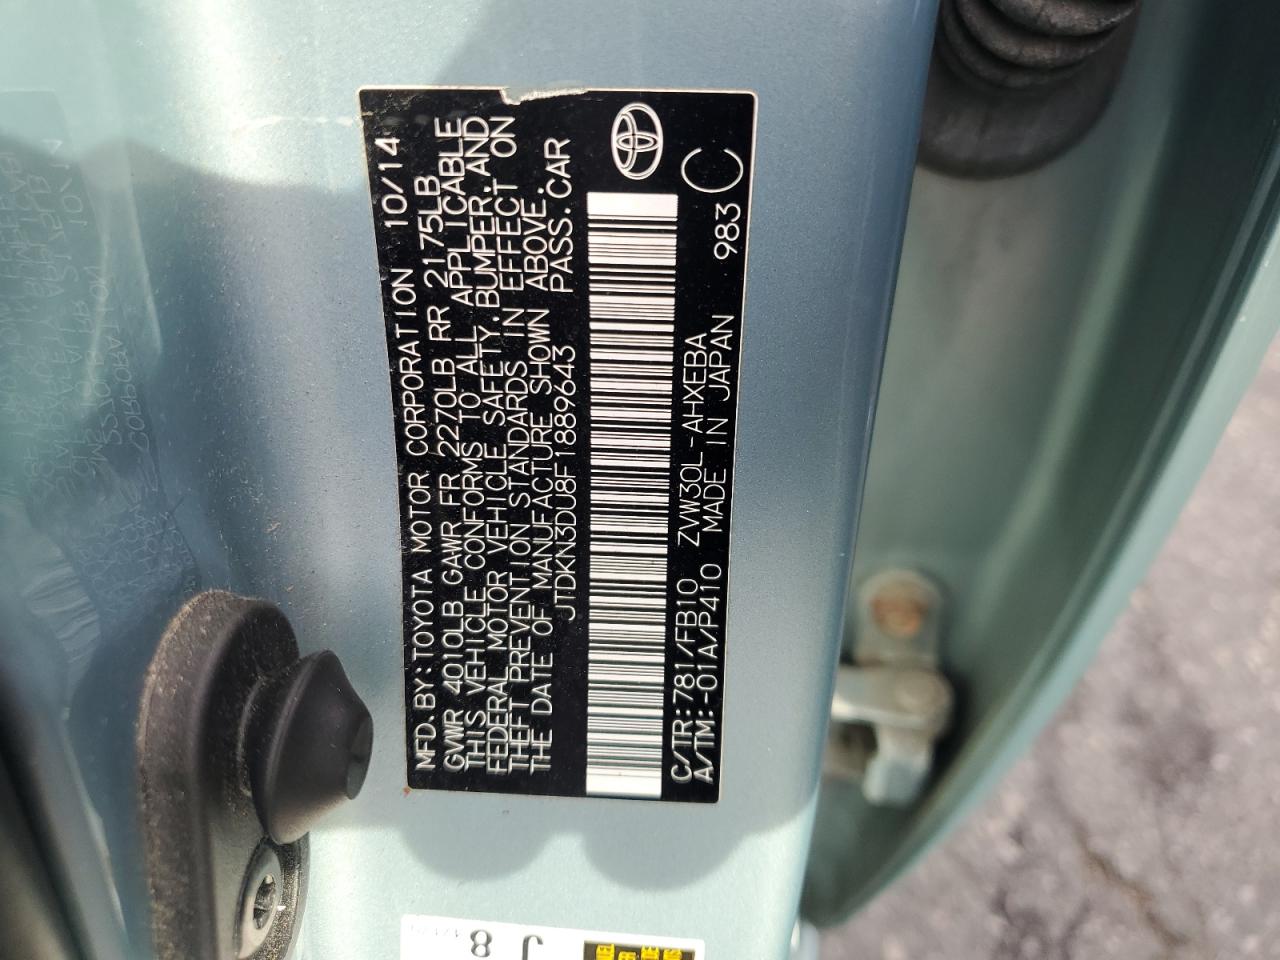 MFD. BY: TOYOTA MOTOR CORPORATION 10/14
GVWR 4010LB GAWR FR 2270LB RR 2175LB
THIS VEHICLE CONFORMS TO ALL APPLICABLE
FEDERAL MOTOR VEHICLE SAFETY, BUMPER, AND
THEFT PREVENTION STANDARDS IN EFFECT ON
THE DATE OF MANUFACTURE SHOWN ABOVE.
JTDKN3DU8F1889643 PASS.CAR
C/TR:781/FB10 ZVW30L-AHXEBA 983 C
A/TM:-01A/P410 MADE IN JAPAN
J 8